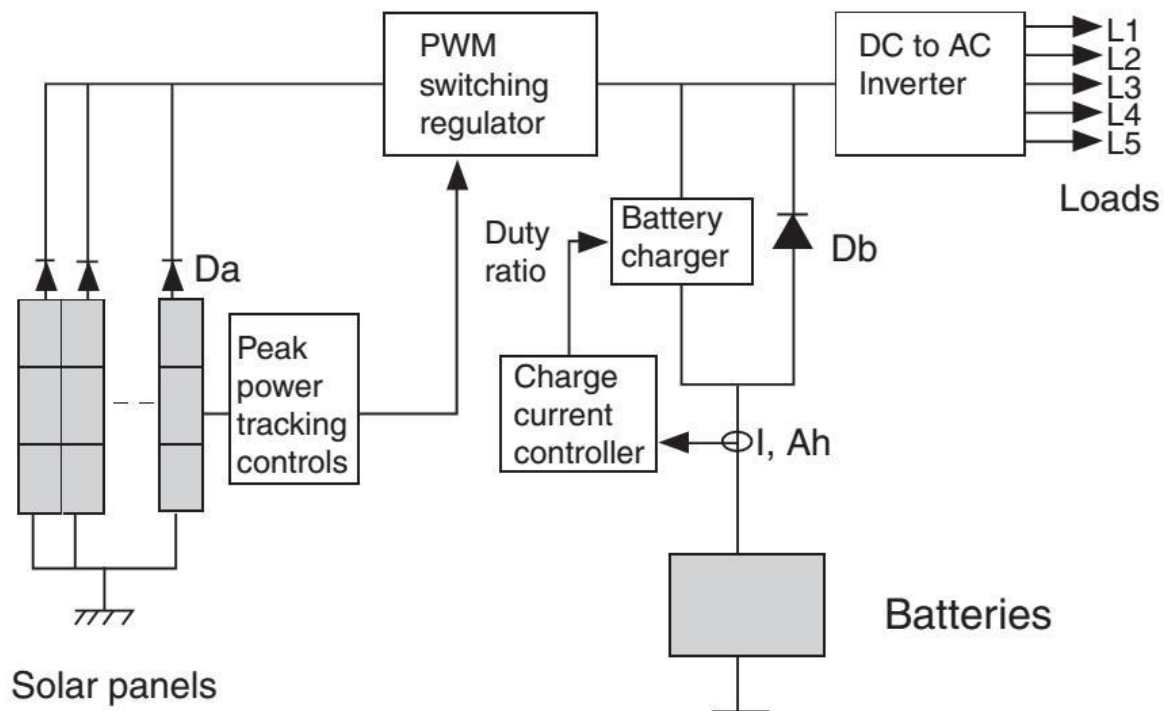 PWM
switching
regulator
DC to AC
Inverter
L1
L2
L3
L4
L5
Loads
Duty
ratio
Battery
charger
Db
Da
Peak
power
tracking
controls
Charge
current
controller
I, Ah
Batteries
Solar panels